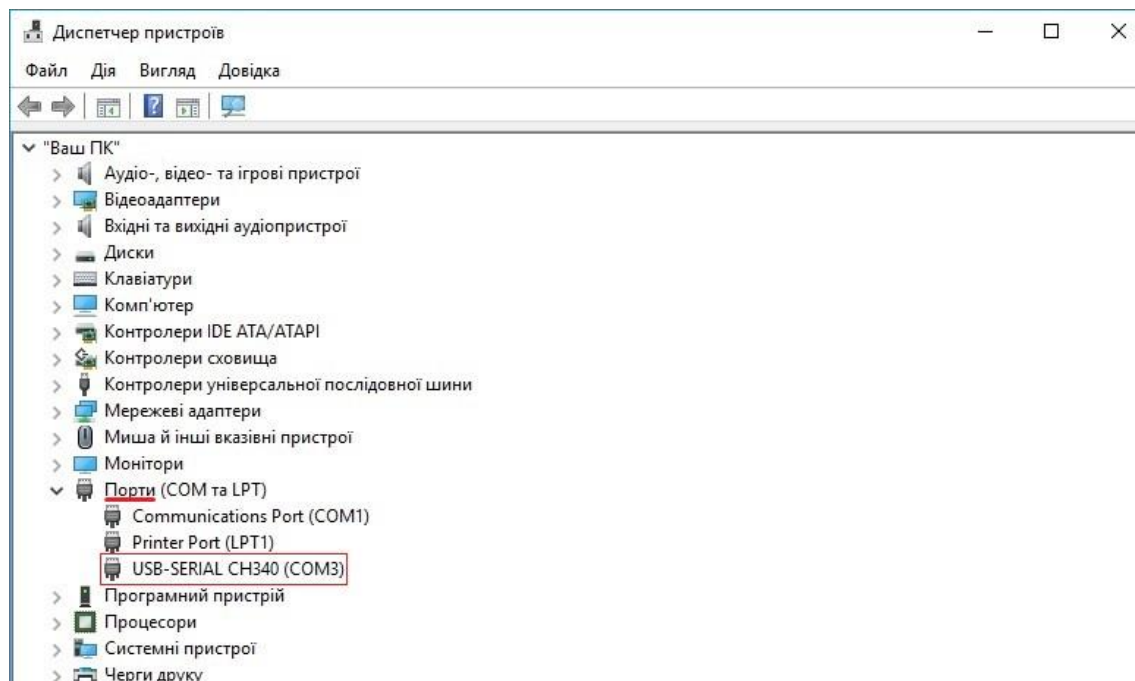 Диспетчер пристроїв
Файл Дія Вигляд Довідка
"Ваш ПК"
Аудіо-, відео- та ігрові пристрої
Відеоадаптери
Вхідні та вихідні аудіопристрої
Диски
Клавіатури
Комп'ютер
Контролери IDE ATA/ATAPI
Контролери сховища
Контролери універсальної послідовної шини
Мережеві адаптери
Миша й інші вказівні пристрої
Монітори
Порти (COM та LPT)
Communications Port (COM1)
Printer Port (LPT1)
USB-SERIAL CH340 (COM3)
Програмний пристрій
Процесори
Системні пристрої
Черги друку